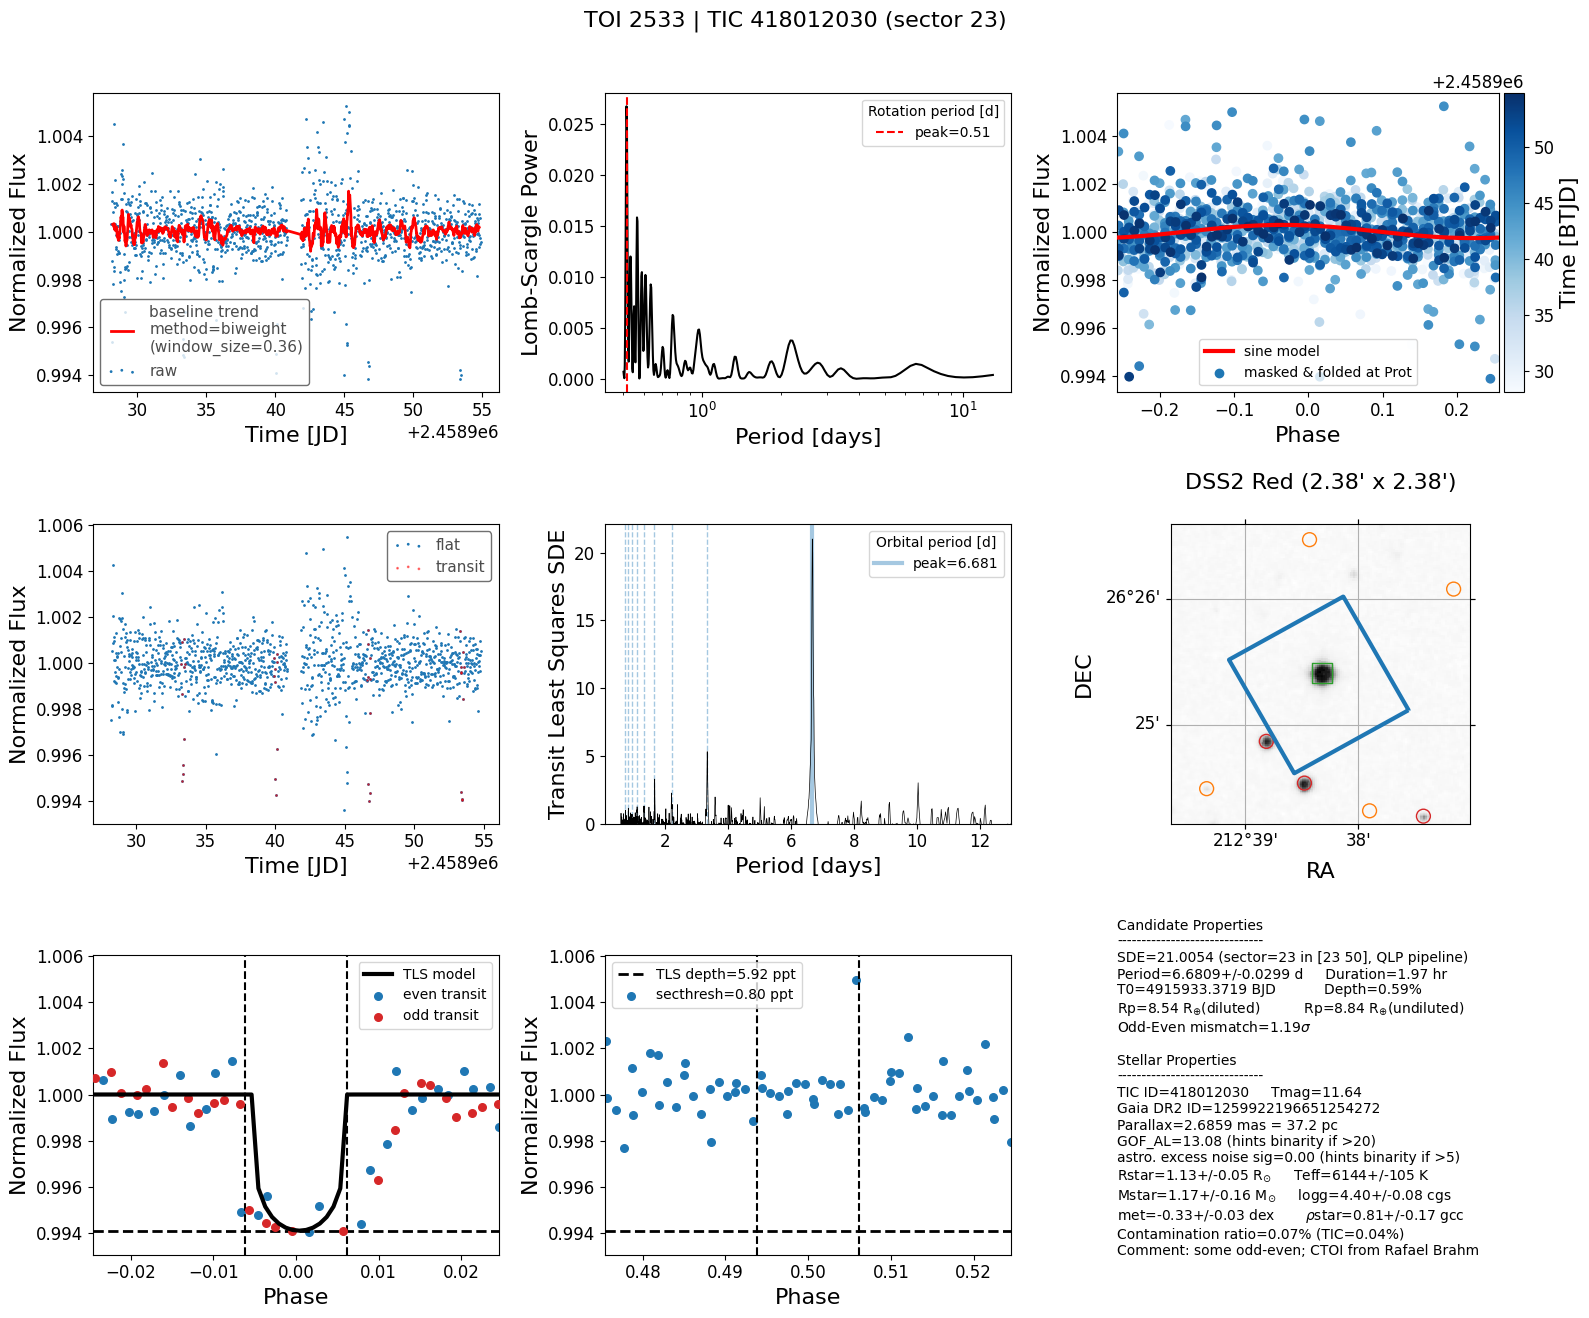 TOI 2533 | TIC 418012030 (sector 23)
Normalized Flux
1.004
1.002
1.000
0.998
0.996
0.994
baseline trend
method=biweight
(window_size=0.36)
raw
30
35
40
45
50
55
Time [JD]
+2.4589e6
Lomb-Scargle Power
0.025
0.020
0.015
0.010
0.005
0.000
Rotation period [d]
peak=0.51
10⁰
10¹
Period [days]
Normalized Flux
1.004
1.002
1.000
0.998
0.996
0.994
sine model
masked & folded at Prot
−0.2
−0.1
0.0
0.1
0.2
Phase
+2.4589e6
50
45
40
35
30
Time [BTJD]
Normalized Flux
1.006
1.004
1.002
1.000
0.998
0.996
0.994
flat
transit
30
35
40
45
50
55
Time [JD]
+2.4589e6
Transit Least Squares SDE
20
15
10
5
0
Orbital period [d]
peak=6.681
2
4
6
8
10
12
Period [days]
DSS2 Red (2.38' x 2.38')
DEC
26°26'
25'
212°39'
38'
RA
Normalized Flux
1.006
1.004
1.002
1.000
0.998
0.996
0.994
TLS model
even transit
odd transit
−0.02
−0.01
0.00
0.01
0.02
Phase
Normalized Flux
1.006
1.004
1.002
1.000
0.998
0.996
0.994
TLS depth=5.92 ppt
secthresh=0.80 ppt
0.48
0.49
0.50
0.51
0.52
Phase
Candidate Properties
------------------------------
SDE=21.0054 (sector=23 in [23 50], QLP pipeline)
Period=6.6809+/-0.0299 d Duration=1.97 hr
T0=4915933.3719 BJD Depth=0.59%
Rp=8.54 R⊕(diluted) Rp=8.84 R⊕(undiluted)
Odd-Even mismatch=1.19σ
Stellar Properties
------------------------------
TIC ID=418012030 Tmag=11.64
Gaia DR2 ID=1259922196651254272
Parallax=2.6859 mas = 37.2 pc
GOF_AL=13.08 (hints binarity if >20)
astro. excess noise sig=0.00 (hints binarity if >5)
Rstar=1.13+/-0.05 R☉ Teff=6144+/-105 K
Mstar=1.17+/-0.16 M☉ logg=4.40+/-0.08 cgs
met=-0.33+/-0.03 dex ρstar=0.81+/-0.17 gcc
Contamination ratio=0.07% (TIC=0.04%)
Comment: some odd-even; CTOI from Rafael Brahm